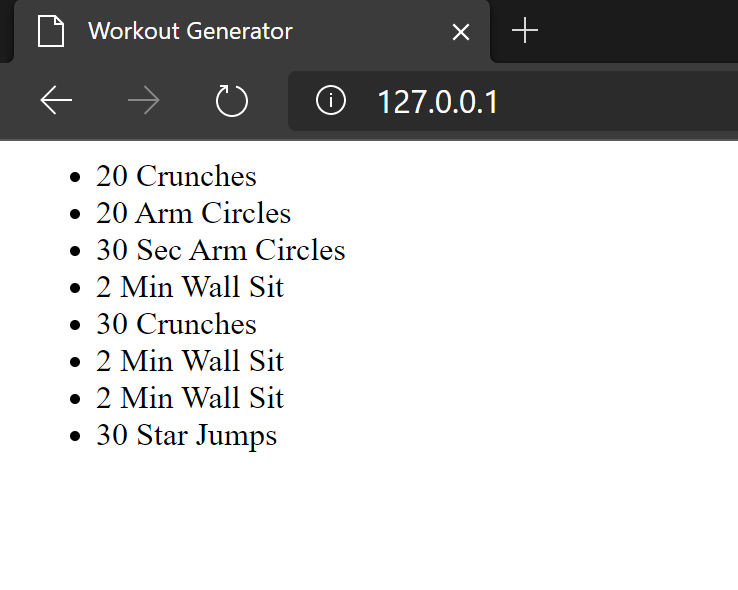 Workout Generator
127.0.0.1
20 Crunches
20 Arm Circles
30 Sec Arm Circles
2 Min Wall Sit
30 Crunches
2 Min Wall Sit
2 Min Wall Sit
30 Star Jumps